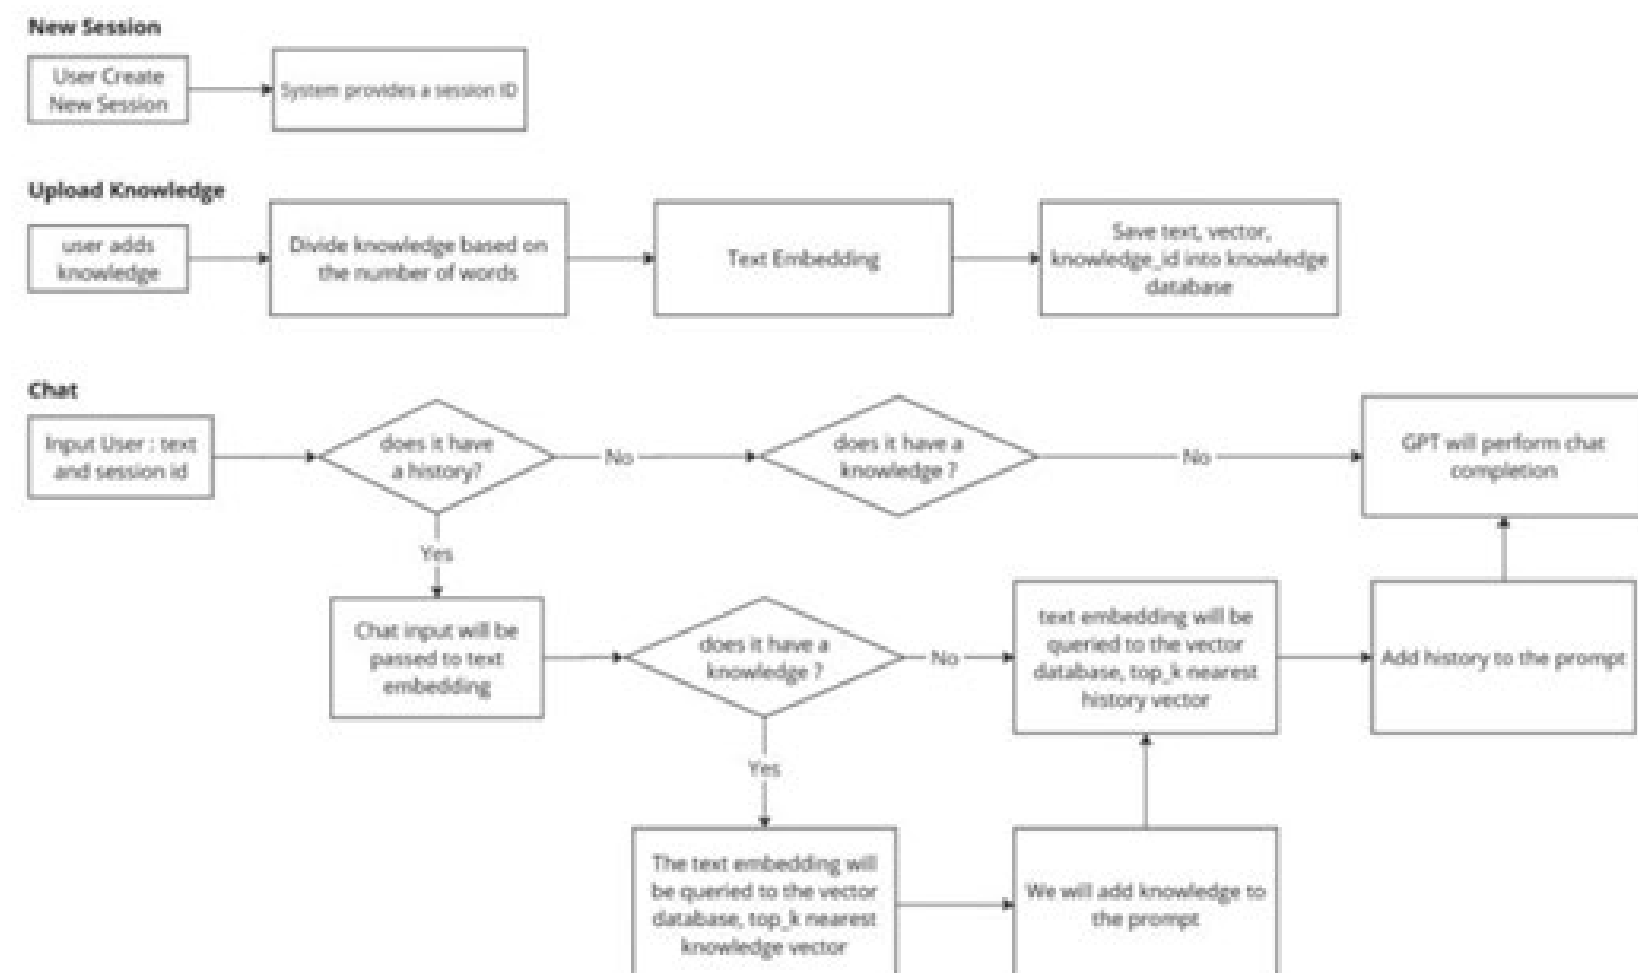 New Session
User Create
New Session
System provides a session ID
Upload Knowledge
user adds
knowledge
Divide knowledge based on
the number of words
Text Embedding
Save text, vector,
knowledge_id into knowledge
database
Chat
Input User : text
and session id
does it have
a history?
No
does it have a
knowledge ?
No
GPT will perform chat
completion
Yes
Chat input will be
passed to text
embedding
does it have a
knowledge ?
No
text embedding will be
queried to the vector
database, top_k nearest
history vector
Add history to the prompt
Yes
The text embedding will
be queried to the vector
database, top_k nearest
knowledge vector
We will add knowledge to
the prompt